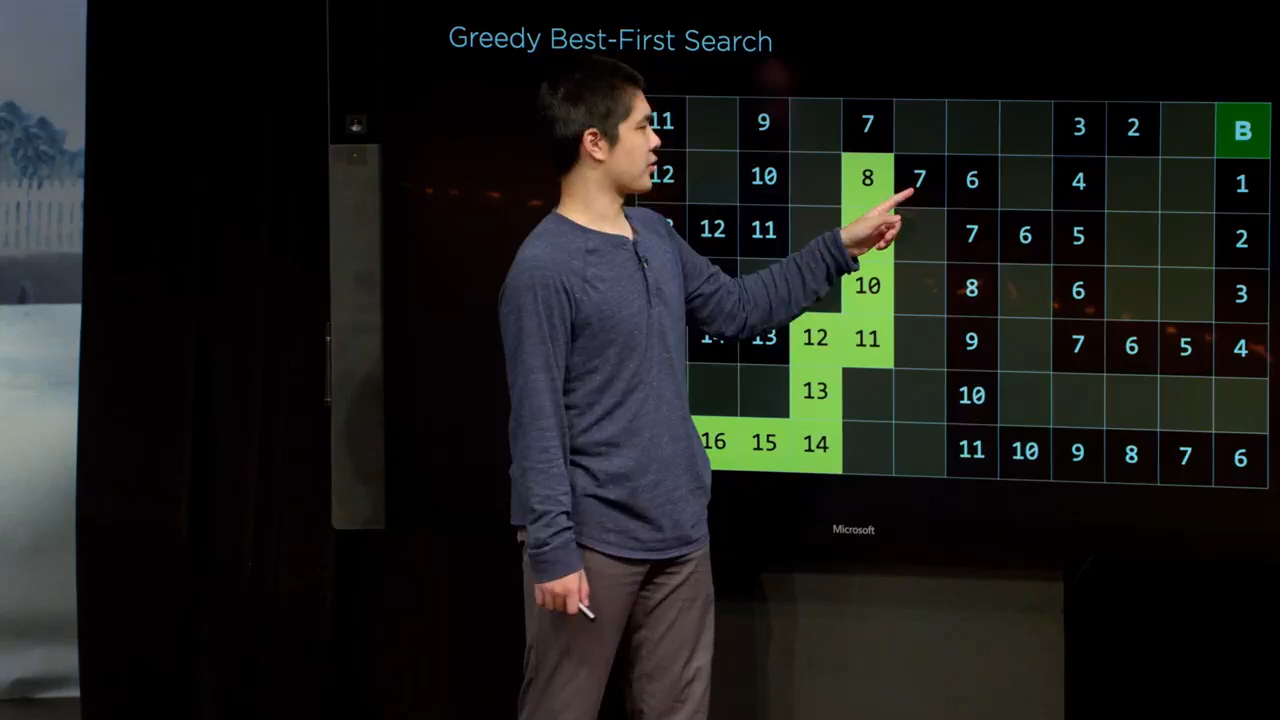 Greedy Best-First Search
11 9 7 3 2 B
12 10 8 7 6 4 1
12 11 7 6 5 2
10 8 6 3
13 12 11 9 7 6 5 4
13 10
16 15 14 11 10 9 8 7 6
Microsoft